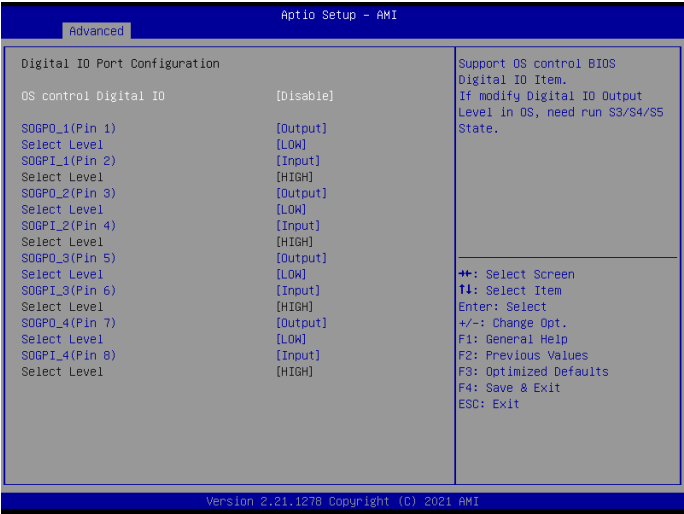 Aptio Setup – AMI
Advanced
Digital IO Port Configuration
OS control Digital IO [Disable]
SOGPO_1(Pin 1) [Output]
Select Level [LOW]
SOGPI_1(Pin 2) [Input]
Select Level [HIGH]
SOGPO_2(Pin 3) [Output]
Select Level [LOW]
SOGPI_2(Pin 4) [Input]
Select Level [HIGH]
SOGPO_3(Pin 5) [Output]
Select Level [LOW]
SOGPI_3(Pin 6) [Input]
Select Level [HIGH]
SOGPO_4(Pin 7) [Output]
Select Level [LOW]
SOGPI_4(Pin 8) [Input]
Select Level [HIGH]
Support OS control BIOS
Digital IO Item.
If modify Digital IO Output
Level in OS, need run S3/S4/S5
State.
→←: Select Screen
↑↓: Select Item
Enter: Select
+/-: Change Opt.
F1: General Help
F2: Previous Values
F3: Optimized Defaults
F4: Save & Exit
ESC: Exit
Version 2.21.1278 Copyright (C) 2021 AMI